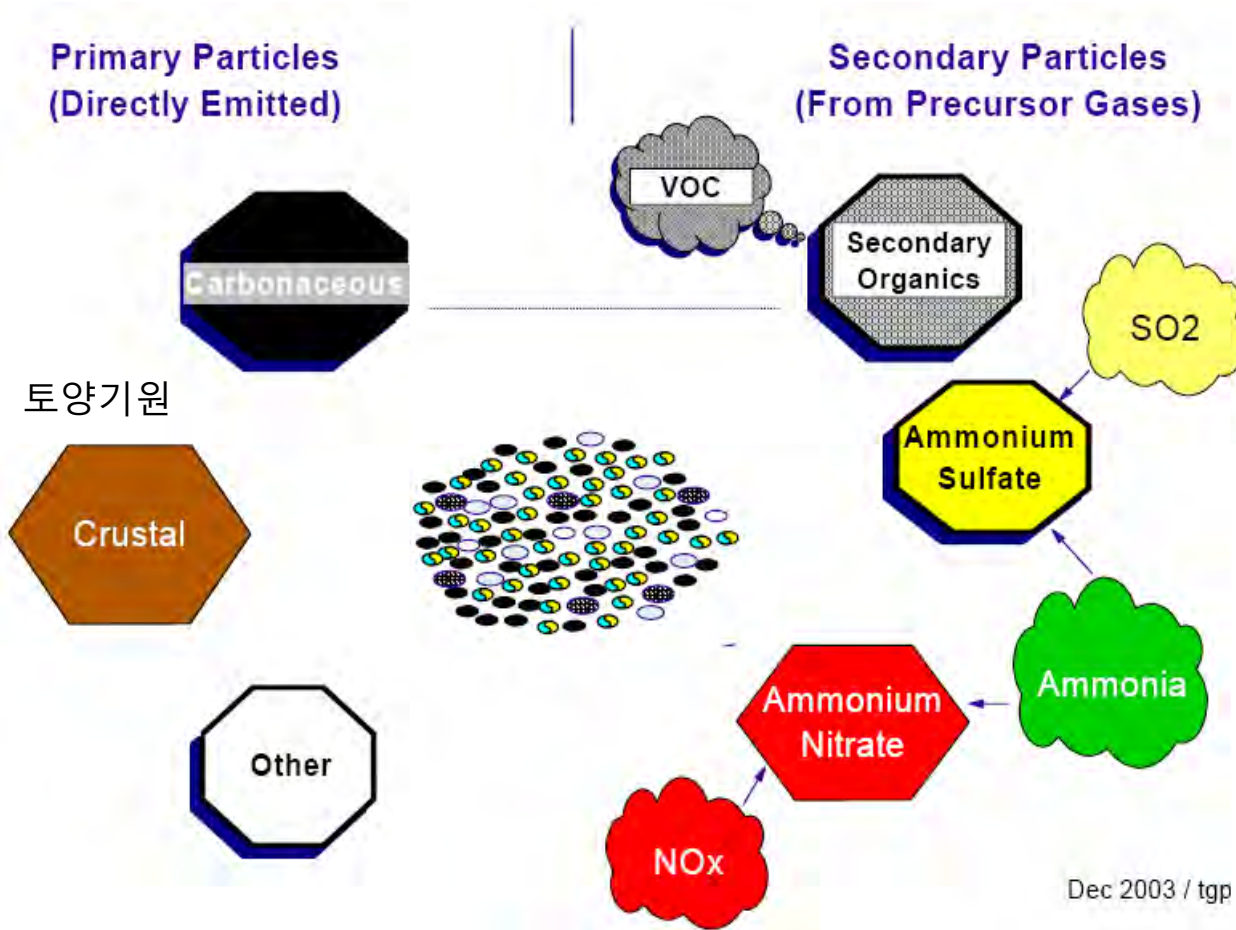 Primary Particles
(Directly Emitted)
Secondary Particles
(From Precursor Gases)
VOC
Carbonaceous
Secondary
Organics
SO2
토양기원
Ammonium
Sulfate
Crustal
Ammonia
Ammonium
Nitrate
Other
NOx
Dec 2003 / tgp